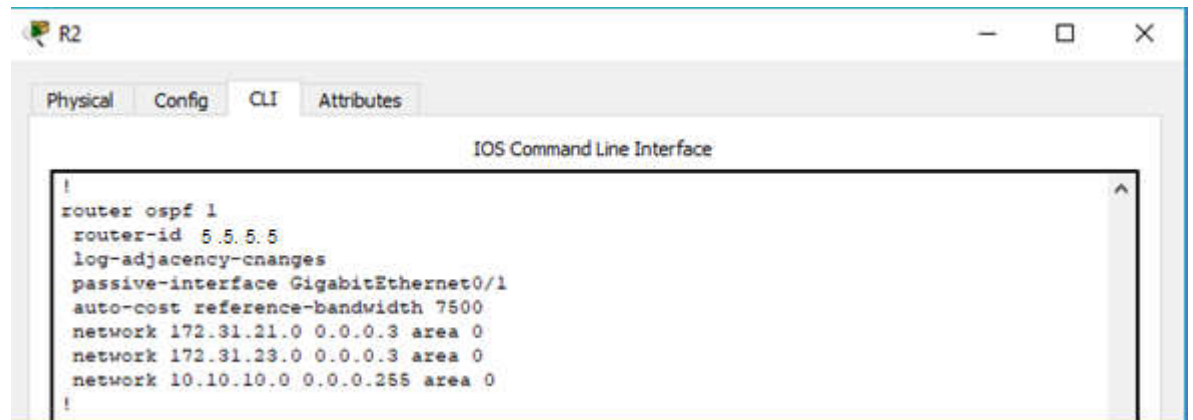 R2
Physical Config CLI Attributes
IOS Command Line Interface
!
router ospf 1
router-id 5.5.5.5
log-adjacency-cnanges
passive-interface GigabitEthernet0/1
auto-cost reference-bandwidth 7500
network 172.31.21.0 0.0.0.3 area 0
network 172.31.23.0 0.0.0.3 area 0
network 10.10.10.0 0.0.0.255 area 0
!